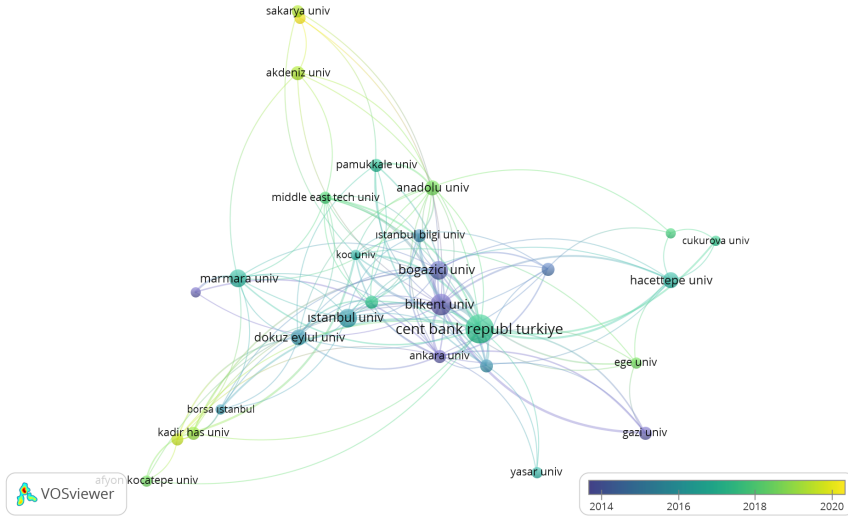 sakarya univ
akdeniz univ
pamukkale univ
anadolu univ
middle east tech univ
ıstanbul bilgi univ
cukurova univ
koc univ
bogazici univ
marmara univ
hacettepe univ
bilkent univ
ıstanbul univ
cent bank republ turkiye
dokuz eylul univ
ankara univ
ege univ
borsa ıstanbul
kadir has univ
gazi univ
yasar univ
afyon kocatepe univ
VOSviewer
2014 2016 2018 2020